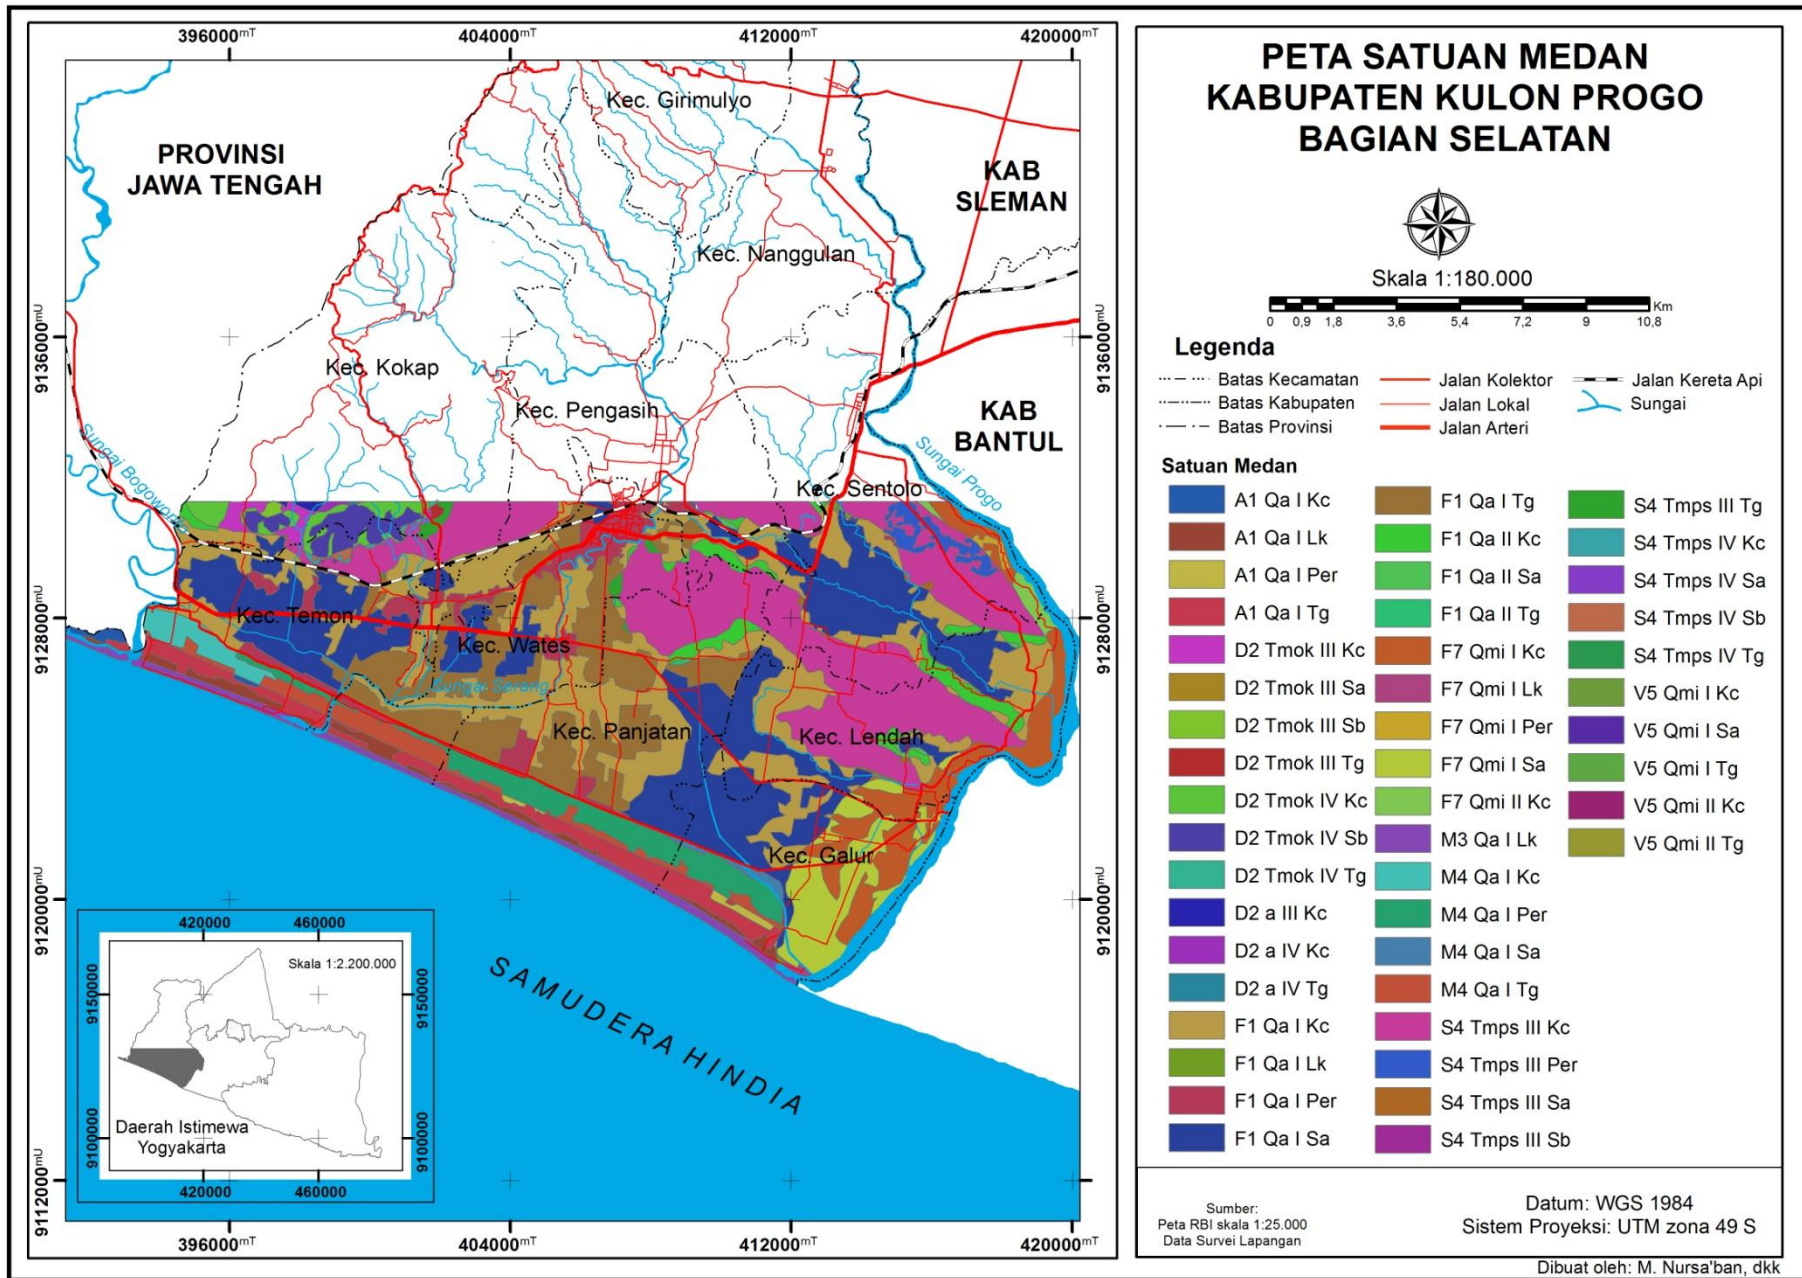 396000mT
404000mT
412000mT
420000mT
Kec. Girimulyo
PROVINSI
JAWA TENGAH
KAB
SLEMAN
Kec. Nanggulan
9136000mU
9136000mU
Kec. Kokap
Kec. Pengasih
KAB
BANTUL
Sungai Bogowonto
Sungai Progo
Kec. Sentolo
9128000mU
9128000mU
Kec. Temon
Kec. Wates
Sungai Serang
Kec. Panjatan
Kec. Lendah
Kec. Galur
9120000mU
9120000mU
SAMUDERA HINDIA
420000
460000
Skala 1:2.200.000
9150000
9150000
Daerah Istimewa
Yogyakarta
9100000
9100000
420000
460000
9112000mU
396000mT
404000mT
412000mT
420000mT
PETA SATUAN MEDAN
KABUPATEN KULON PROGO
BAGIAN SELATAN
Skala 1:180.000
Km
0 0,9 1,8 3,6 5,4 7,2 9 10,8
Legenda
Batas Kecamatan
Batas Kabupaten
Batas Provinsi
Jalan Kolektor
Jalan Lokal
Jalan Arteri
Jalan Kereta Api
Sungai
Satuan Medan
A1 Qa I Kc
A1 Qa I Lk
A1 Qa I Per
A1 Qa I Tg
D2 Tmok III Kc
D2 Tmok III Sa
D2 Tmok III Sb
D2 Tmok III Tg
D2 Tmok IV Kc
D2 Tmok IV Sb
D2 Tmok IV Tg
D2 a III Kc
D2 a IV Kc
D2 a IV Tg
F1 Qa I Kc
F1 Qa I Lk
F1 Qa I Per
F1 Qa I Sa
F1 Qa I Tg
F1 Qa II Kc
F1 Qa II Sa
F1 Qa II Tg
F7 Qmi I Kc
F7 Qmi I Lk
F7 Qmi I Per
F7 Qmi I Sa
F7 Qmi II Kc
M3 Qa I Lk
M4 Qa I Kc
M4 Qa I Per
M4 Qa I Sa
M4 Qa I Tg
S4 Tmps III Kc
S4 Tmps III Per
S4 Tmps III Sa
S4 Tmps III Sb
S4 Tmps III Tg
S4 Tmps IV Kc
S4 Tmps IV Sa
S4 Tmps IV Sb
S4 Tmps IV Tg
V5 Qmi I Kc
V5 Qmi I Sa
V5 Qmi I Tg
V5 Qmi II Kc
V5 Qmi II Tg
Sumber:
Peta RBI skala 1:25.000
Data Survei Lapangan
Datum: WGS 1984
Sistem Proyeksi: UTM zona 49 S
Dibuat oleh: M. Nursa'ban, dkk